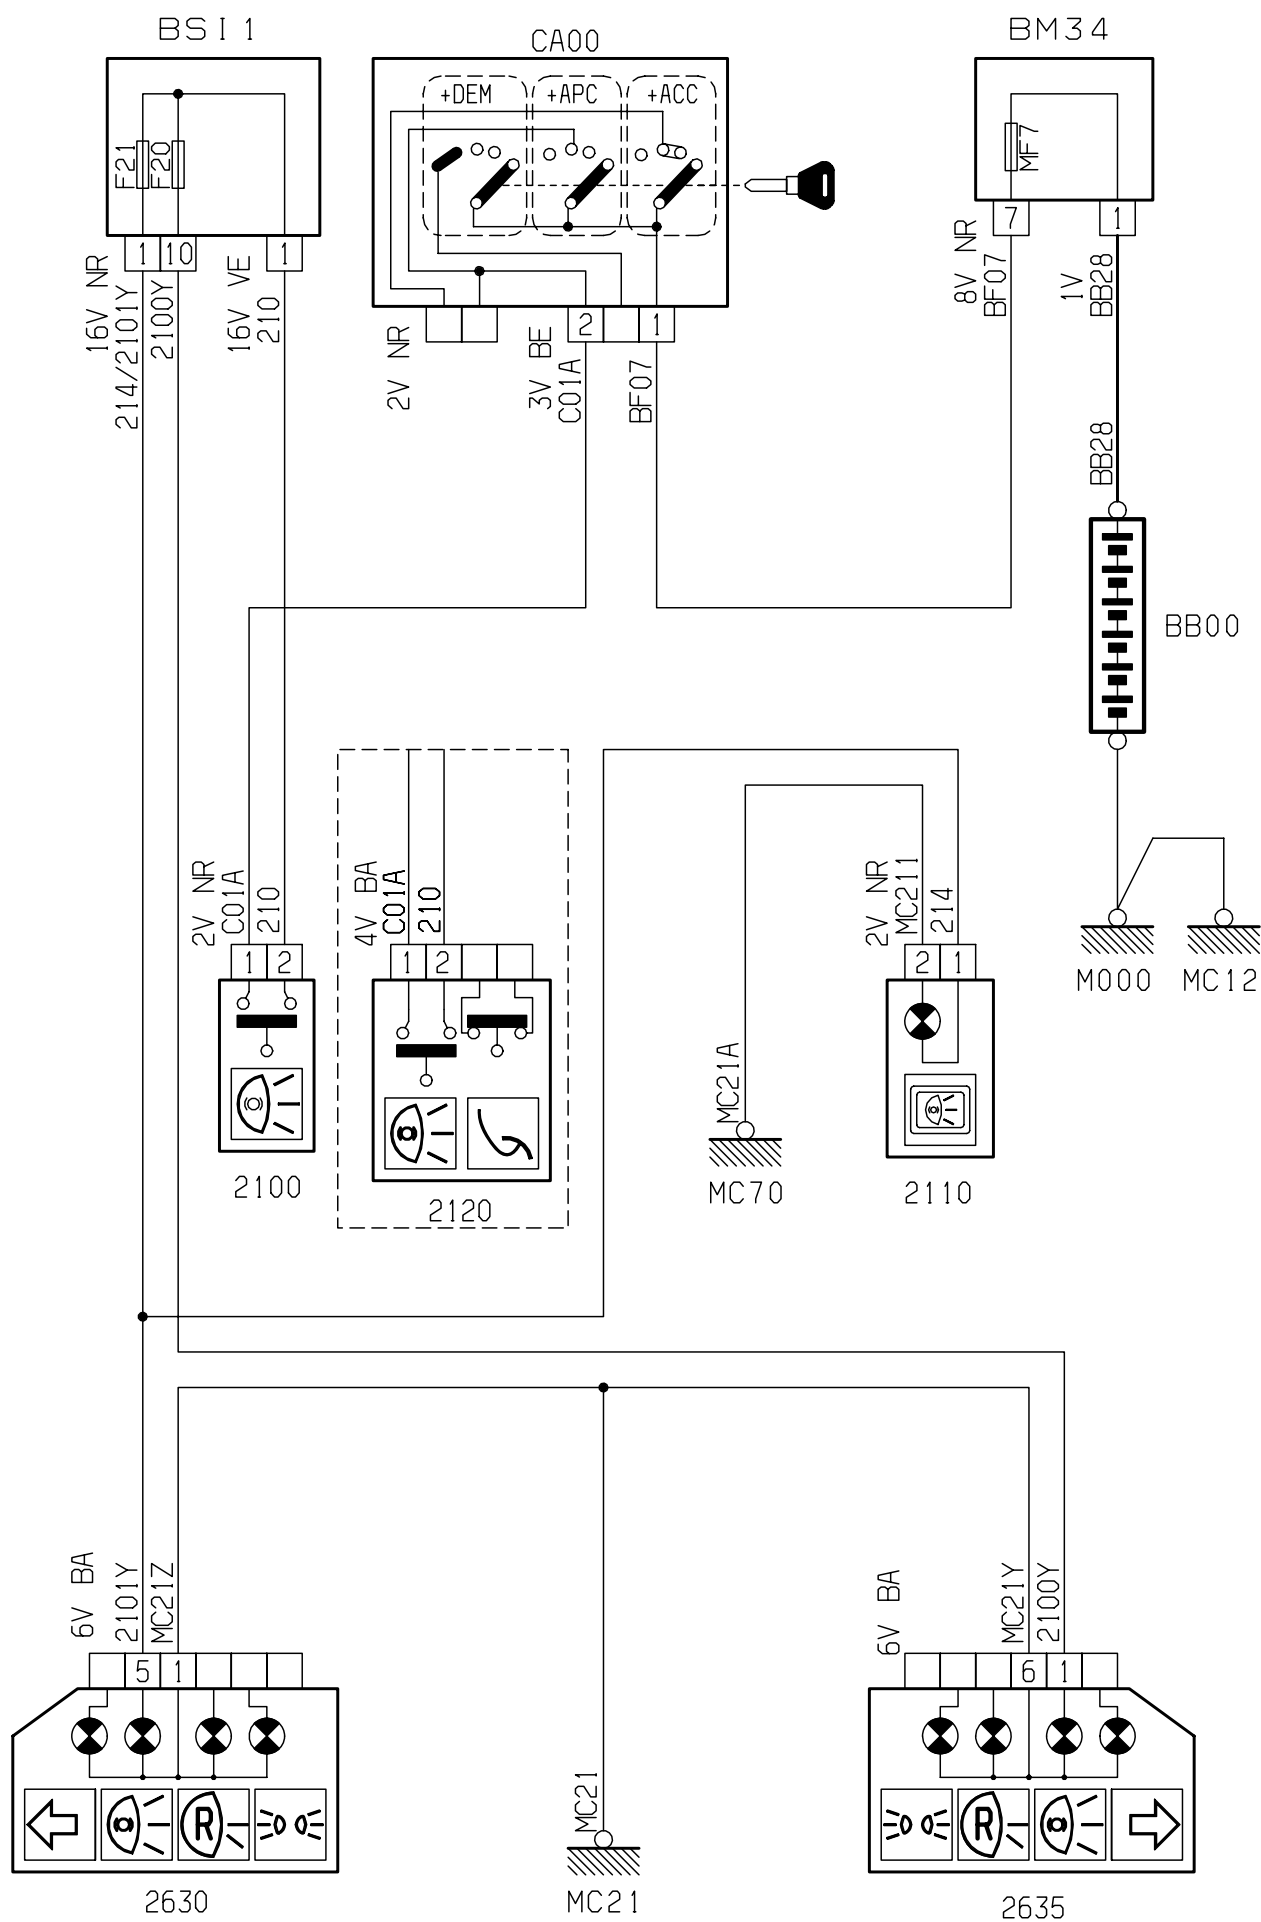 BSI1
CA00
BM34
+DEM
+APC
+ACC
F21
F20
MF7
1
10
1
7
1
16V NR
214/2101Y
2100Y
16V VE
210
2
1
2V NR
3V BE
C01A
BF07
8V NR
BF07
1V
BB28
BB28
BB00
2V NR
C01A
210
4V BA
C01A
210
2V NR
MC211
214
1
2
1
2
2
1
M000
MC12
MC21A
2100
2120
MC70
2110
6V BA
2101Y
MC21Z
6V BA
MC21Y
2100Y
5
1
6
1
R
R
MC21
2630
MC21
2635